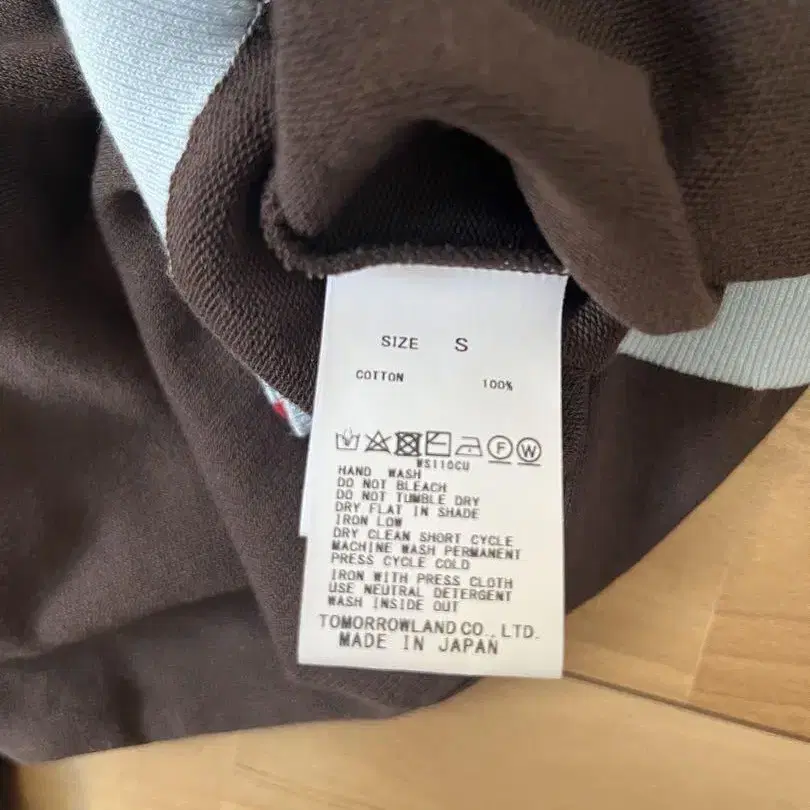 SIZE S
COTTON 100%
F W
WS110CU
HAND WASH
DO NOT BLEACH
DO NOT TUMBLE DRY
DRY FLAT IN SHADE
IRON LOW
DRY CLEAN SHORT CYCLE
MACHINE WASH PERMANENT
PRESS CYCLE COLD
IRON WITH PRESS CLOTH
USE NEUTRAL DETERGENT
WASH INSIDE OUT
TOMORROWLAND CO., LTD.
MADE IN JAPAN